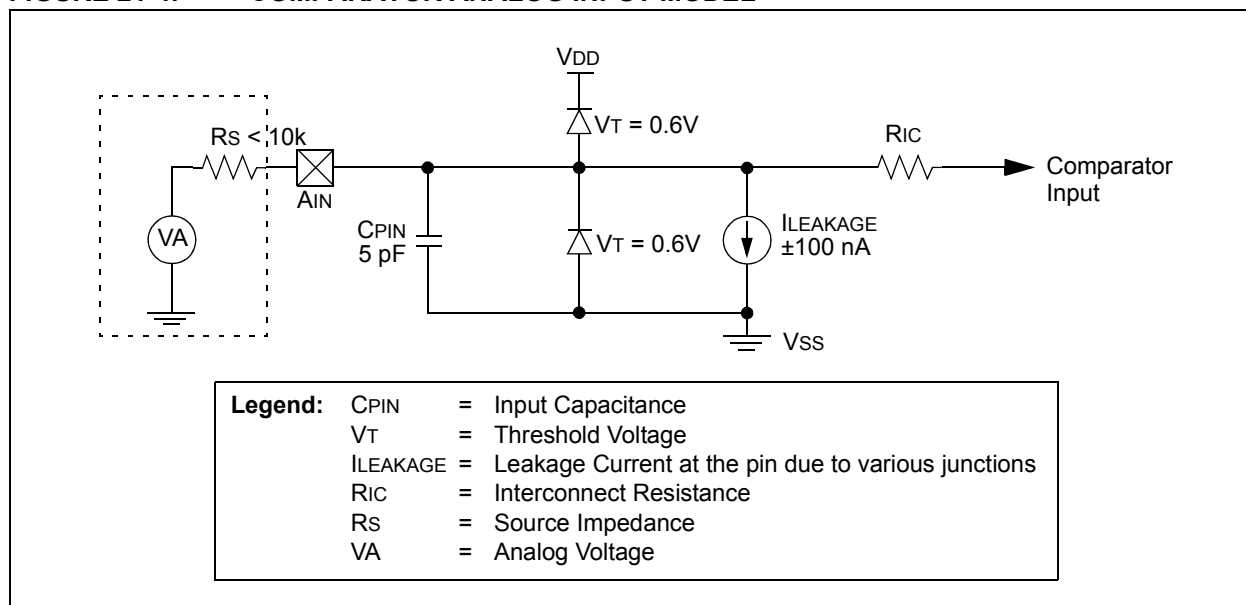 VDD
VT = 0.6V
RS < 10k
RIC
AIN
Comparator
Input
VA
CPIN
5 pF
VT = 0.6V
ILEAKAGE
±100 nA
VSS
Legend: CPIN = Input Capacitance
VT = Threshold Voltage
ILEAKAGE = Leakage Current at the pin due to various junctions
RIC = Interconnect Resistance
RS = Source Impedance
VA = Analog Voltage